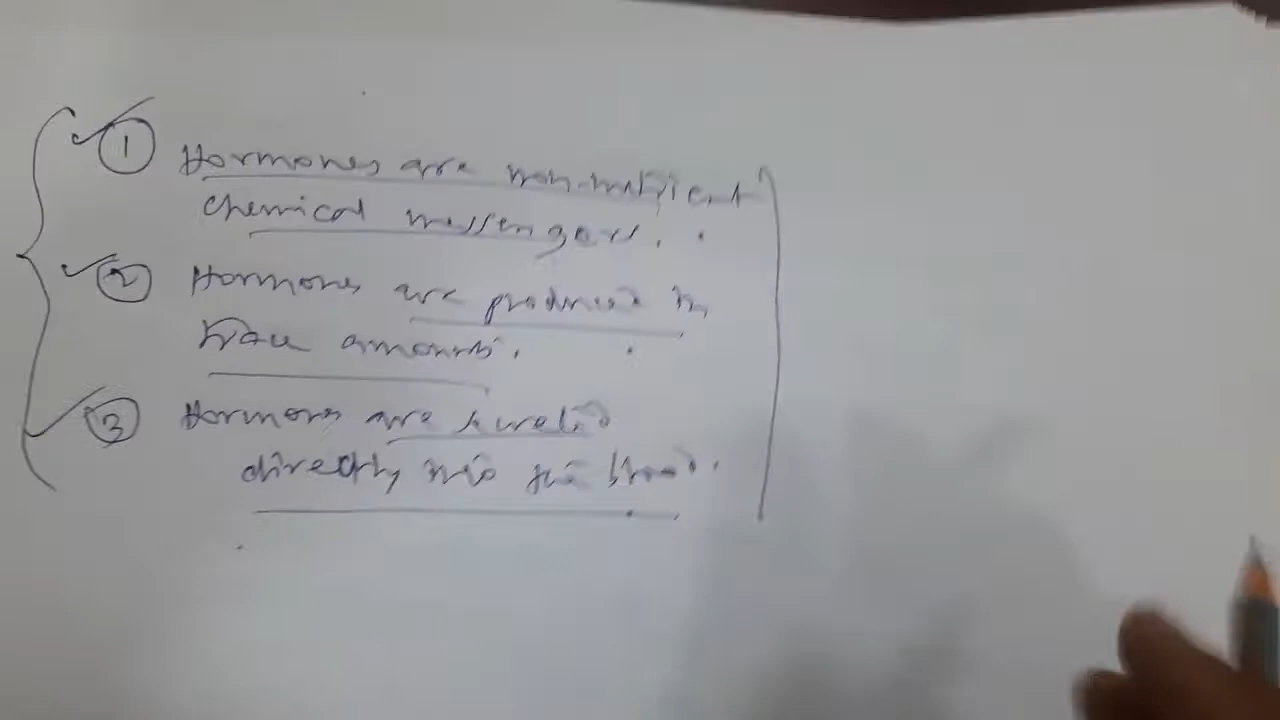 1 Hormones are non-nutrient
chemical messengers.
2 Hormones are produced in
trace amounts.
3 Hormones are secreted
directly into the blood.